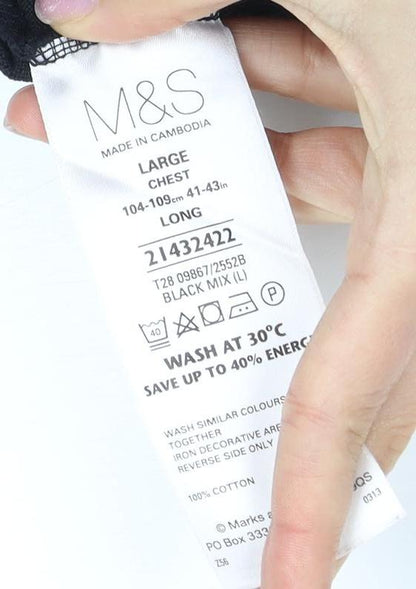 M&S
MADE IN CAMBODIA
LARGE
CHEST
104-109cm 41-43in
LONG
21432422
T28 09867/2552B
BLACK MIX (L)
40 P
WASH AT 30°C
SAVE UP TO 40% ENERG
WASH SIMILAR COLOURS
TOGETHER
IRON DECORATIVE ARE
REVERSE SIDE ONLY
100% COTTON
QS
0313
© Marks a
PO Box 333
Z56